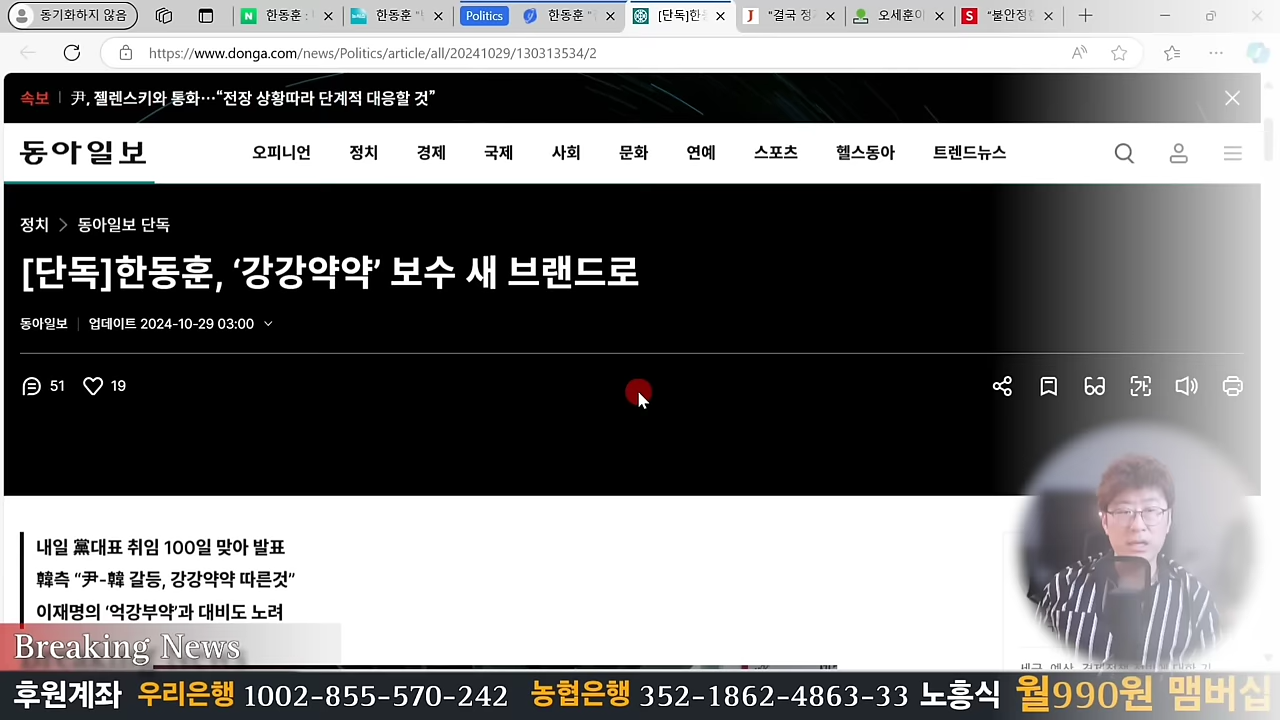 동기화하지 않음
한동훈
한동훈 "
Politics
한동훈 "
[단독]한
"결국 정
오세훈이
"불안정한
https://www.donga.com/news/Politics/article/all/20241029/130313534/2
속보 | 尹, 젤렌스키와 통화…“전장 상황따라 단계적 대응할 것”
동아일보
오피니언 정치 경제 국제 사회 문화 연예 스포츠 헬스동아 트렌드뉴스
정치 > 동아일보 단독
[단독]한동훈, ‘강강약약’ 보수 새 브랜드로
동아일보 | 업데이트 2024-10-29 03:00
51 19
내일 黨대표 취임 100일 맞아 발표
韓측 “尹-韓 갈등, 강강약약 따른것”
이재명의 ‘억강부약’과 대비도 노려
Breaking News
후원계좌 우리은행 1002-855-570-242 농협은행 352-1862-4863-33 노흥식 월990원 맴버십